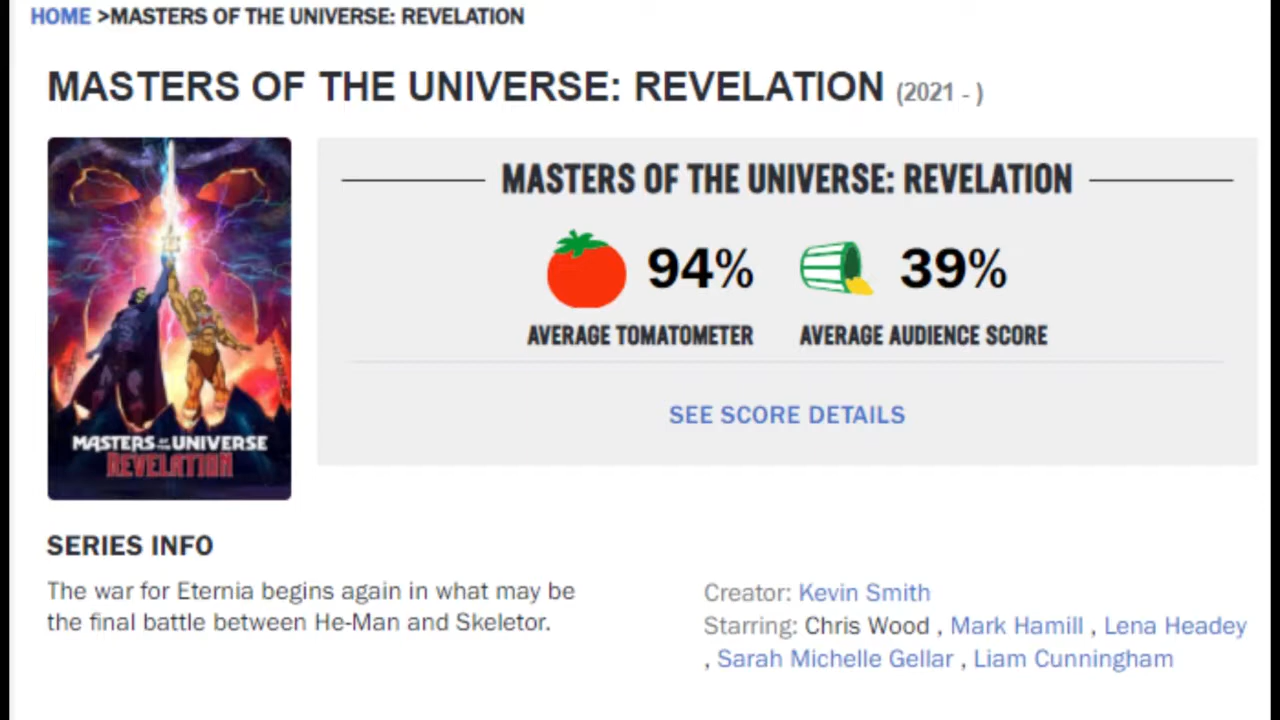 HOME >MASTERS OF THE UNIVERSE: REVELATION
MASTERS OF THE UNIVERSE: REVELATION (2021 - )
MASTERS OF THE UNIVERSE: REVELATION
94% 39%
AVERAGE TOMATOMETER AVERAGE AUDIENCE SCORE
SEE SCORE DETAILS
MASTERS OF THE UNIVERSE
REVELATION
SERIES INFO
The war for Eternia begins again in what may be
the final battle between He-Man and Skeletor.
Creator: Kevin Smith
Starring: Chris Wood , Mark Hamill , Lena Headey
, Sarah Michelle Gellar , Liam Cunningham